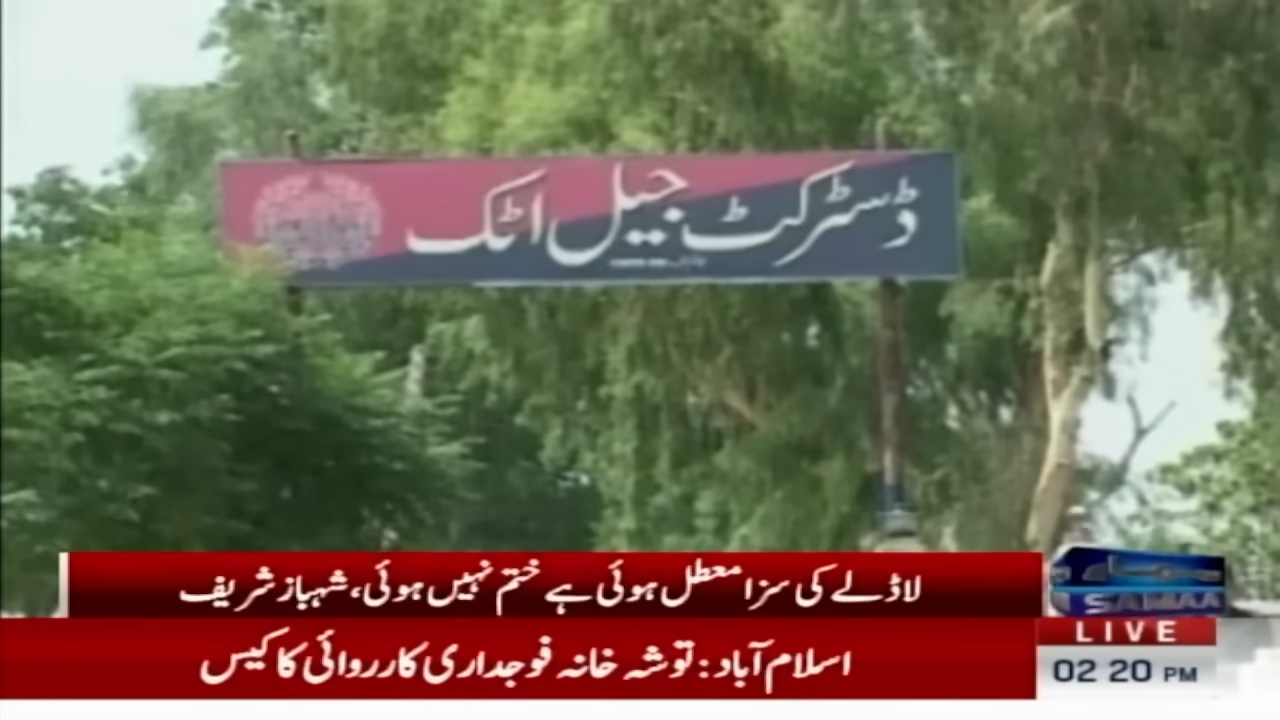 ڈسٹرکٹ جیل اٹک
لاڈلے کی سزا معطل ہوئی ہے ختم نہیں ہوئی، شہباز شریف
اسلام آباد: توشہ خانہ فوجداری کارروائی کا کیس
سماء
SAMAA
LIVE
02 20 PM